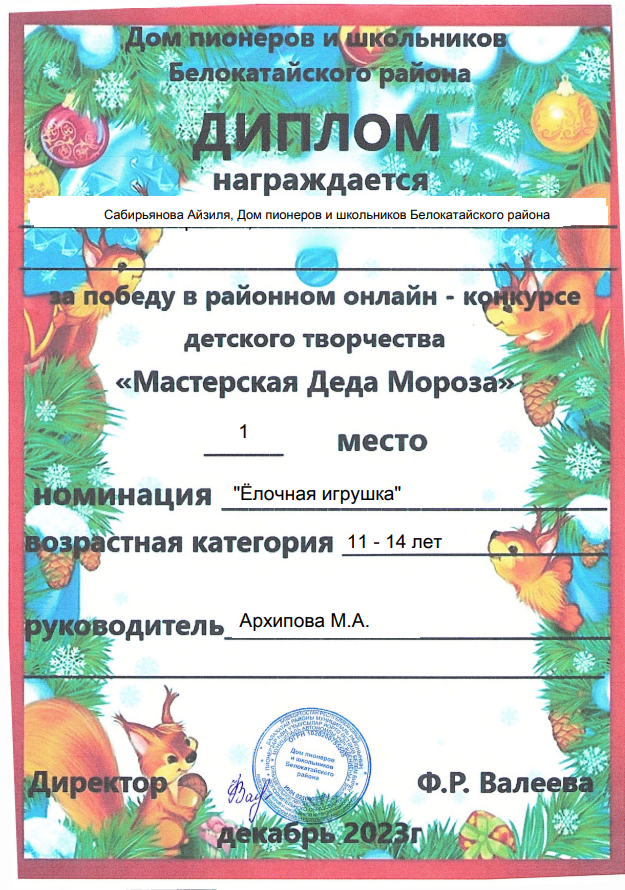 Дом пионеров и школьников
Белокатайского района
ДИПЛОМ
награждается
Сабирьянова Айзиля, Дом пионеров и школьников Белокатайского района
за победу в районном онлайн - конкурсе
детского творчества
«Мастерская Деда Мороза»
1 место
номинация "Ёлочная игрушка"
возрастная категория 11 - 14 лет
руководитель Архипова М.А.
Дом пионеров
и школьников
Белокатайского
района
Директор Ф.Р. Валеева
декабрь 2023г